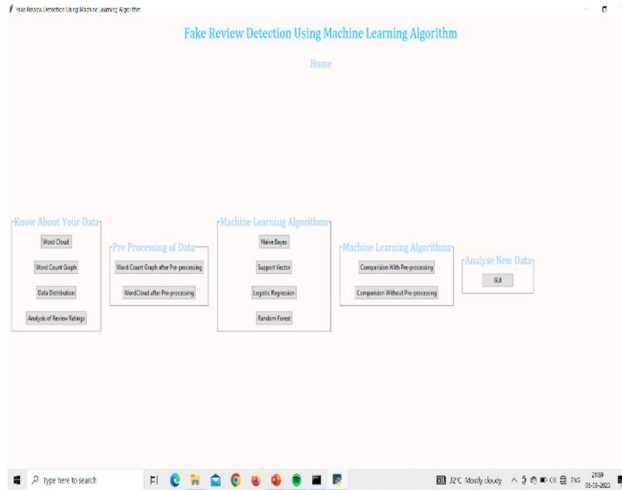 Fake Review Detection Using Machine Learning Algorithm
Fake Review Detection Using Machine Learning Algorithm
Home
Know About Your Data
Word Cloud
Word Count Graph
Data Distribution
Analysis of Review Ratings
Pre Processing of Data
Word Count Graph after Pre-processing
WordCloud after Pre-processing
Machine Learning Algorithms
Naive Bayes
Support Vector
Logistic Regression
Random Forest
Machine Learning Algorithms
Comparision With Pre-processing
Comparision Without Pre-processing
Analyse New Data
GUI
Type here to search
32°C Mostly cloudy
ENG
21:59